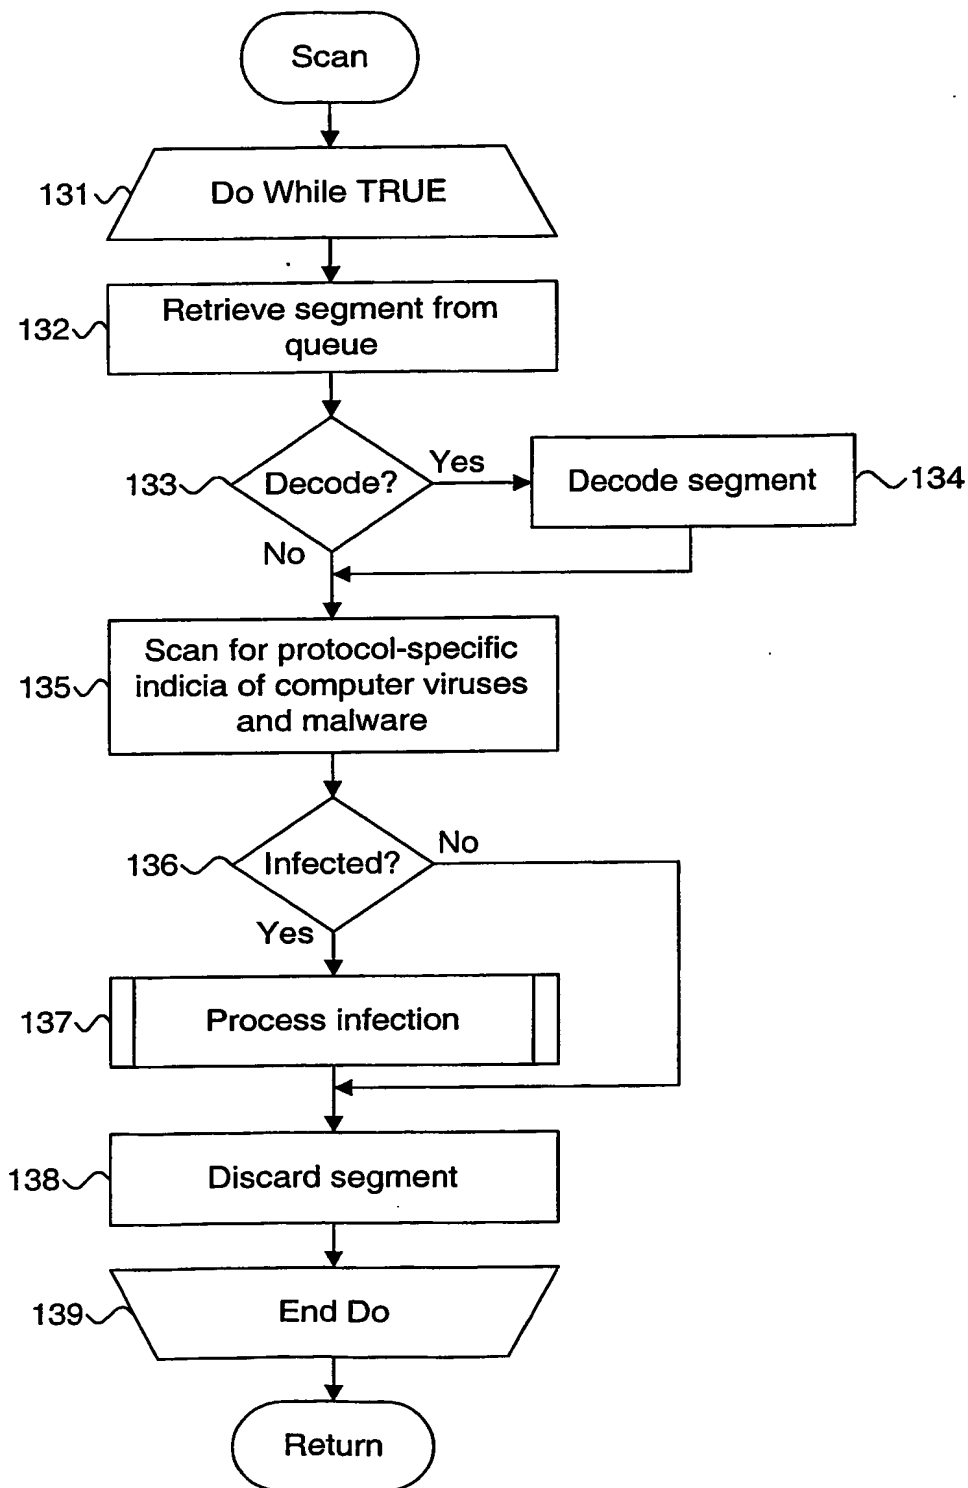 Scan
131
Do While TRUE
132
Retrieve segment from
queue
133
Decode?
Yes
Decode segment
134
No
135
Scan for protocol-specific
indicia of computer viruses
and malware
136
Infected?
No
Yes
137
Process infection
138
Discard segment
139
End Do
Return